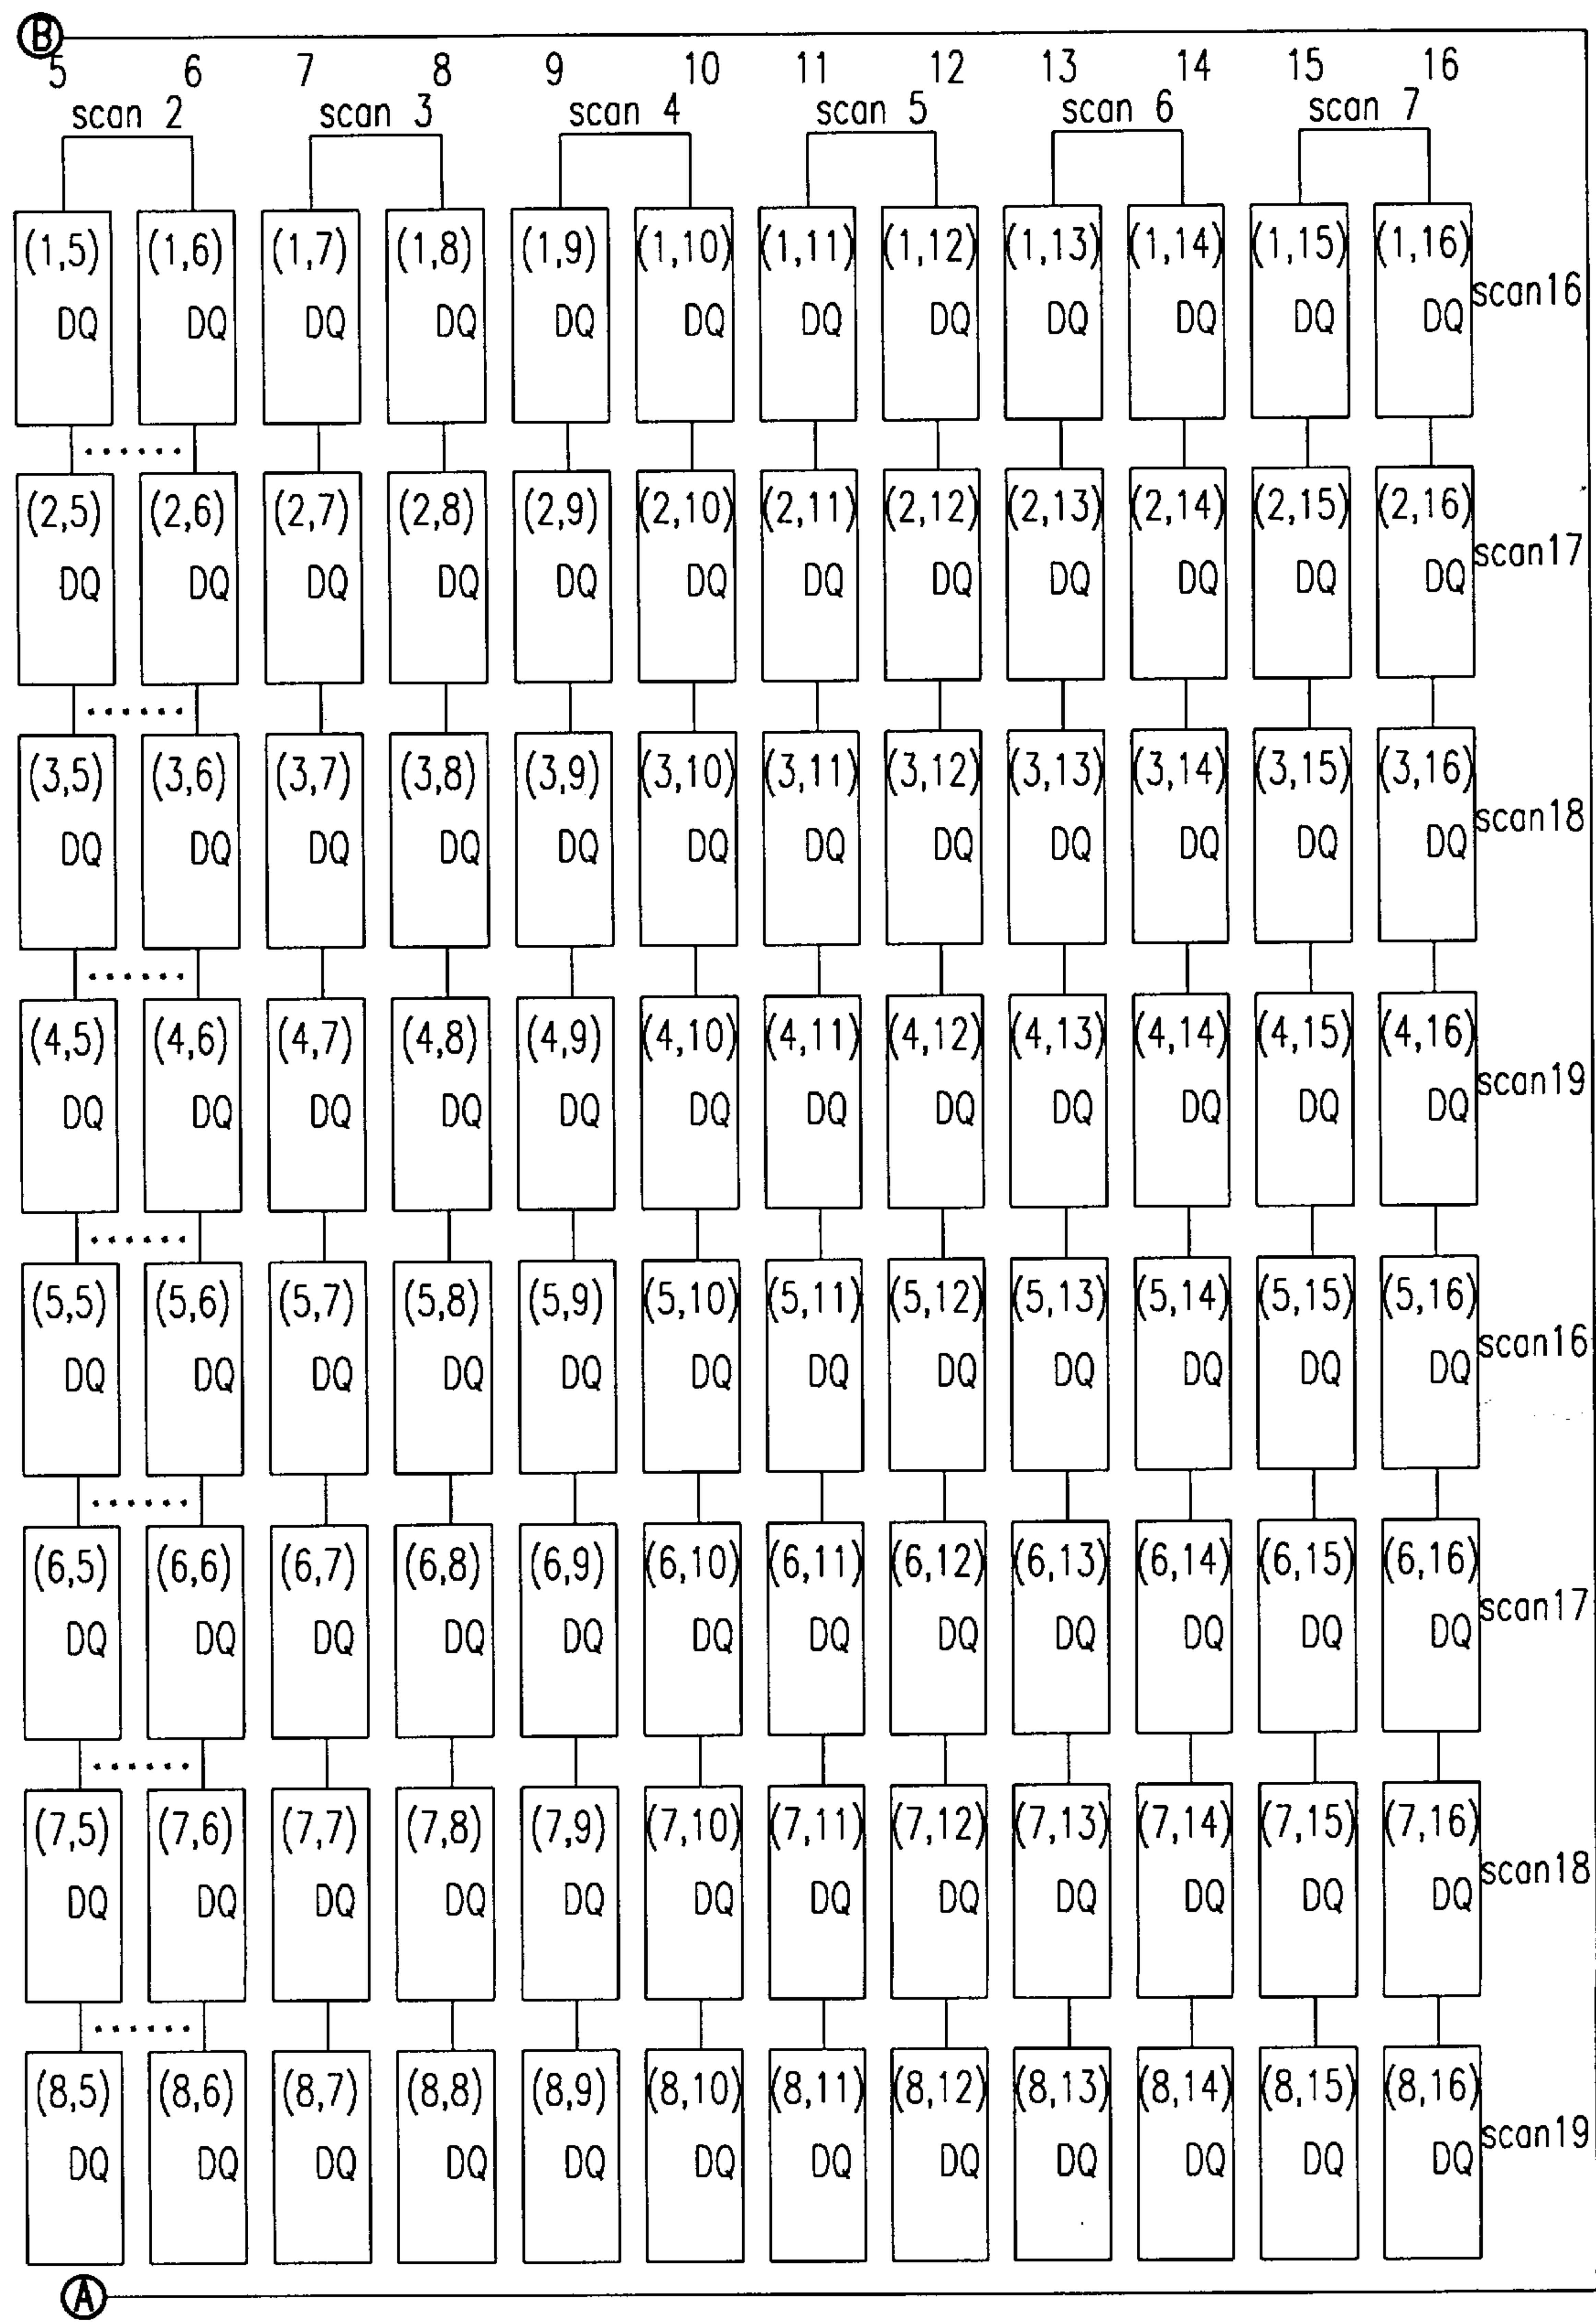 B
5 6 7 8 9 10 11 12 13 14 15 16
scan 2 scan 3 scan 4 scan 5 scan 6 scan 7
(1,5) (1,6) (1,7) (1,8) (1,9) (1,10) (1,11) (1,12) (1,13) (1,14) (1,15) (1,16)
scan16
DQ DQ DQ DQ DQ DQ DQ DQ DQ DQ DQ DQ
(2,5) (2,6) (2,7) (2,8) (2,9) (2,10) (2,11) (2,12) (2,13) (2,14) (2,15) (2,16)
scan17
DQ DQ DQ DQ DQ DQ DQ DQ DQ DQ DQ DQ
(3,5) (3,6) (3,7) (3,8) (3,9) (3,10) (3,11) (3,12) (3,13) (3,14) (3,15) (3,16)
scan18
DQ DQ DQ DQ DQ DQ DQ DQ DQ DQ DQ DQ
(4,5) (4,6) (4,7) (4,8) (4,9) (4,10) (4,11) (4,12) (4,13) (4,14) (4,15) (4,16)
scan19
DQ DQ DQ DQ DQ DQ DQ DQ DQ DQ DQ DQ
(5,5) (5,6) (5,7) (5,8) (5,9) (5,10) (5,11) (5,12) (5,13) (5,14) (5,15) (5,16)
scan16
DQ DQ DQ DQ DQ DQ DQ DQ DQ DQ DQ DQ
(6,5) (6,6) (6,7) (6,8) (6,9) (6,10) (6,11) (6,12) (6,13) (6,14) (6,15) (6,16)
scan17
DQ DQ DQ DQ DQ DQ DQ DQ DQ DQ DQ DQ
(7,5) (7,6) (7,7) (7,8) (7,9) (7,10) (7,11) (7,12) (7,13) (7,14) (7,15) (7,16)
scan18
DQ DQ DQ DQ DQ DQ DQ DQ DQ DQ DQ DQ
(8,5) (8,6) (8,7) (8,8) (8,9) (8,10) (8,11) (8,12) (8,13) (8,14) (8,15) (8,16)
scan19
DQ DQ DQ DQ DQ DQ DQ DQ DQ DQ DQ DQ
A